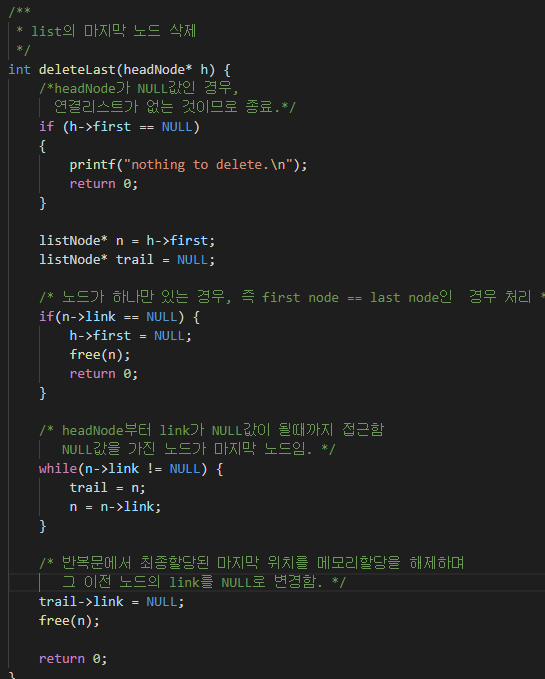 /**
 * list의 마지막 노드 삭제
 */
int deleteLast(headNode* h) {
    /*headNode가 NULL값인 경우,
      연결리스트가 없는 것이므로 종료.*/
    if (h->first == NULL)
    {
        printf("nothing to delete.\n");
        return 0;
    }
    listNode* n = h->first;
    listNode* trail = NULL;
    /* 노드가 하나만 있는 경우, 즉 first node == last node인  경우 처리 *
    if(n->link == NULL) {
        h->first = NULL;
        free(n);
        return 0;
    }
    /* headNode부터 link가 NULL값이 될때까지 접근함
       NULL값을 가진 노드가 마지막 노드임. */
    while(n->link != NULL) {
        trail = n;
        n = n->link;
    }
    /* 반복문에서 최종할당된 마지막 위치를 메모리할당을 해제하며
       그 이전 노드의 link를 NULL로 변경함. */
    trail->link = NULL;
    free(n);
    return 0;
}